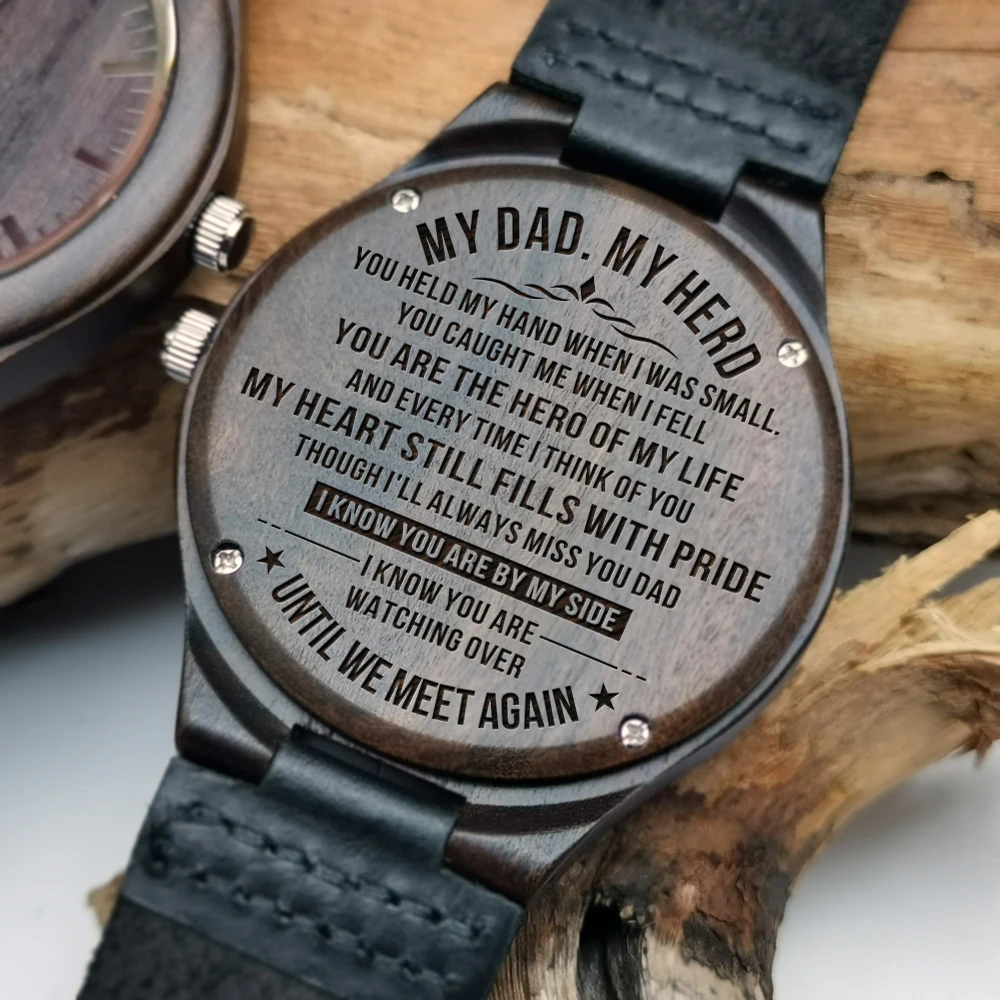 MY DAD. MY HERD
YOU HELD MY HAND WHEN I WAS SMALL.
YOU CAUGHT ME WHEN I FELL
YOU ARE THE HERO OF MY LIFE
AND EVERY TIME I THINK OF YOU
MY HEART STILL FILLS WITH PRIDE
THOUGH I'LL ALWAYS MISS YOU DAD
I KNOW YOU ARE BY MY SIDE
I KNOW YOU ARE
WATCHING OVER
UNTIL WE MEET AGAIN